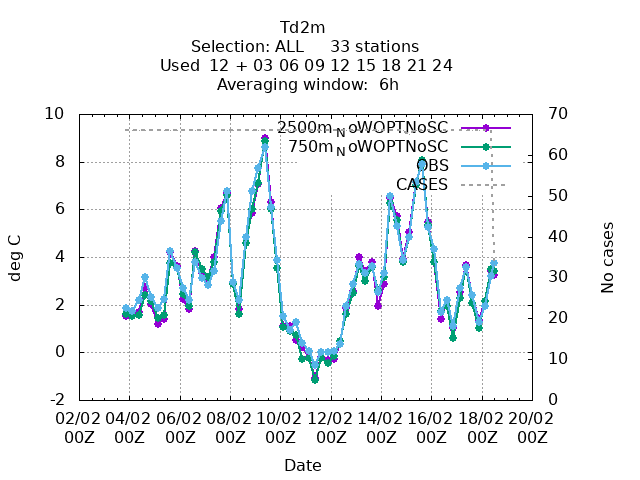 Td2m
Selection: ALL 33 stations
Used 12 + 03 06 09 12 15 18 21 24
Averaging window: 6h
10 70
2500m_NoWOPTNoSC
750m_NoWOPTNoSC
OBS
CASES
8 60
6 50
4 40
2 30
0 20
-2 10
0
deg C
No cases
02/02 04/02 06/02 08/02 10/02 12/02 14/02 16/02 18/02 20/02
00Z 00Z 00Z 00Z 00Z 00Z 00Z 00Z 00Z 00Z
Date